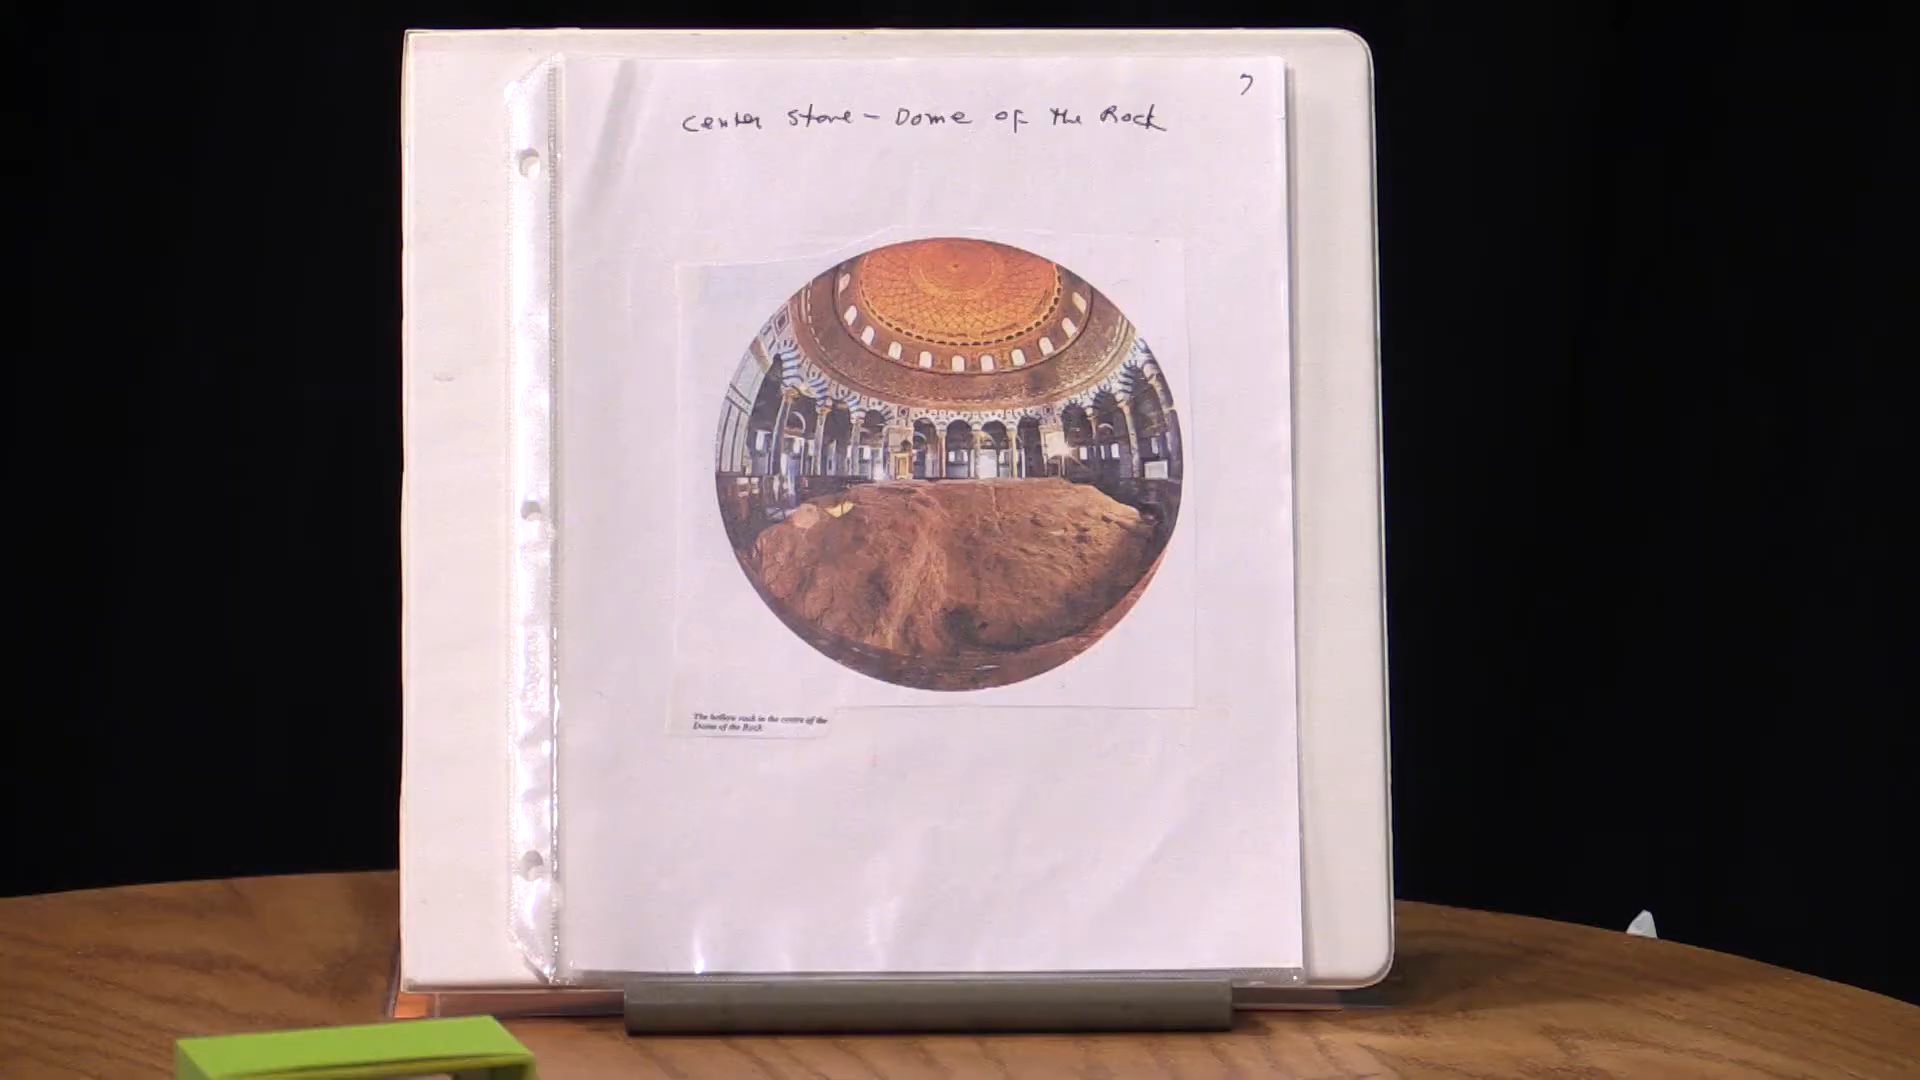 7
Center Stone - Dome of the Rock
The hollow rock in the centre of the
Dome of the Rock